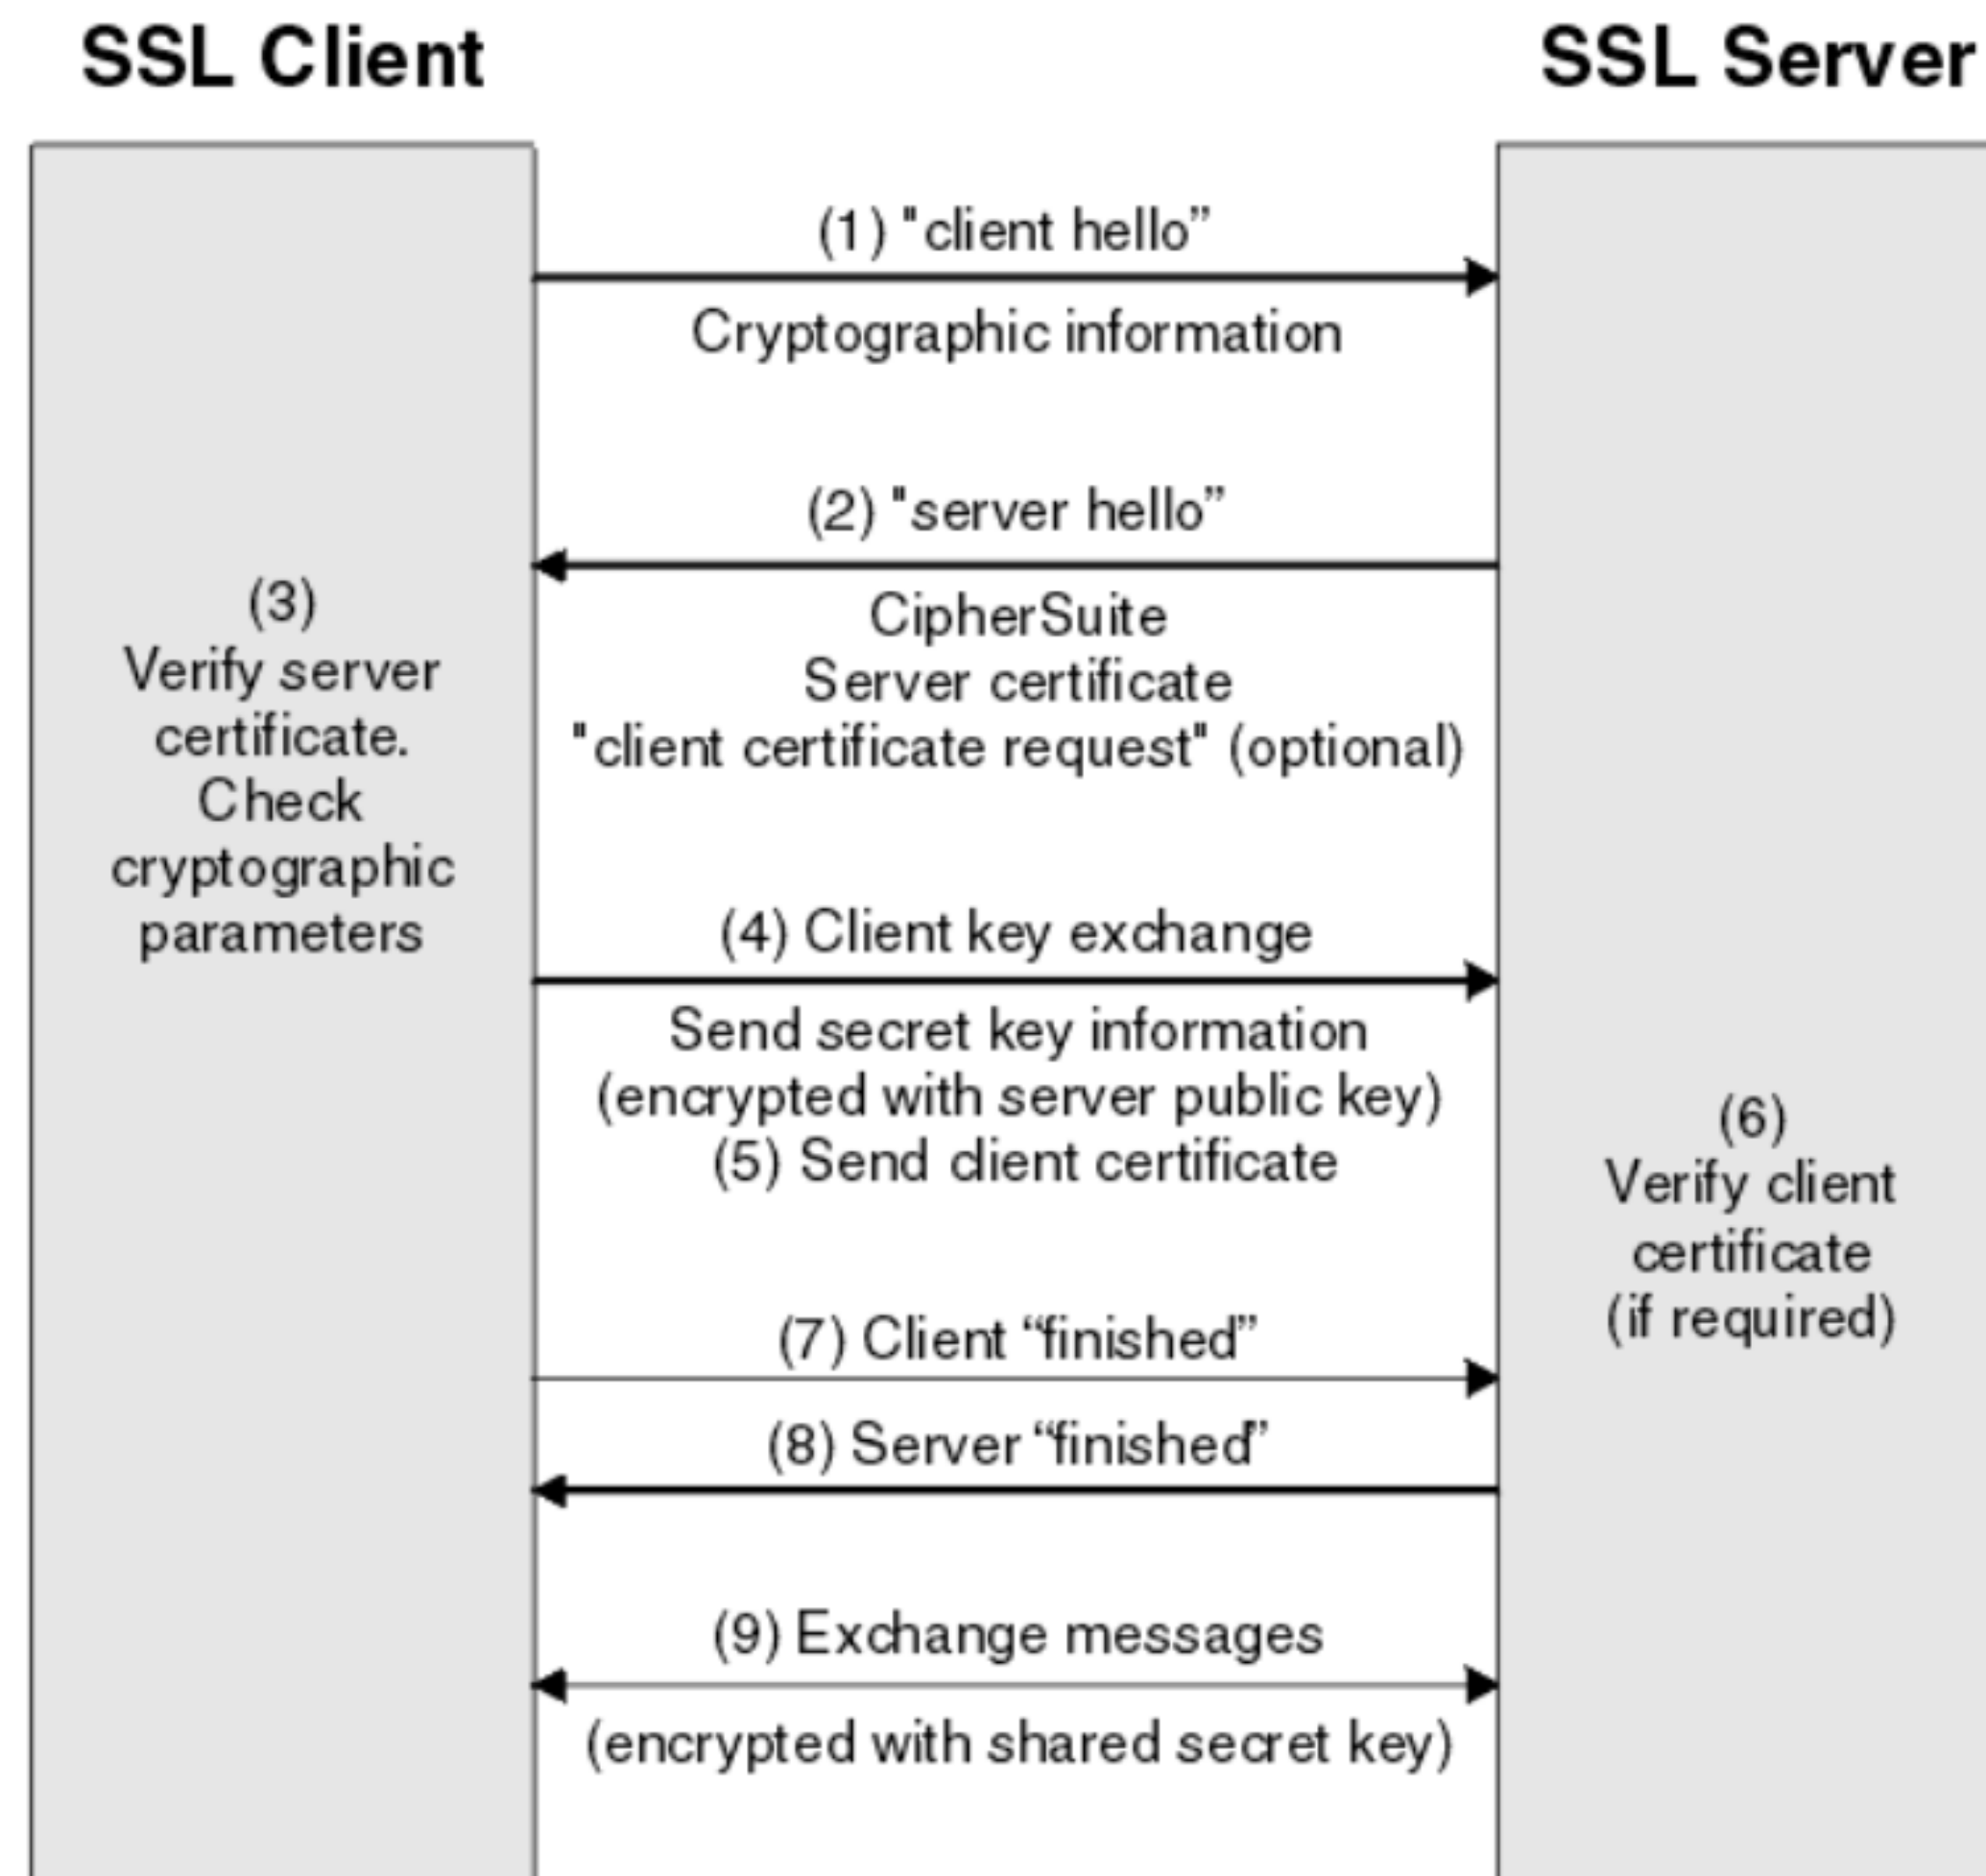 SSL Client
SSL Server
(1) "client hello”
Cryptographic information
(2) "server hello”
CipherSuite
Server certificate
"client certificate request" (optional)
(3)
Verify server
certificate.
Check
cryptographic
parameters
(4) Client key exchange
Send secret key information
(encrypted with server public key)
(5) Send client certificate
(6)
Verify client
certificate
(if required)
(7) Client “finished”
(8) Server “finished”
(9) Exchange messages
(encrypted with shared secret key)